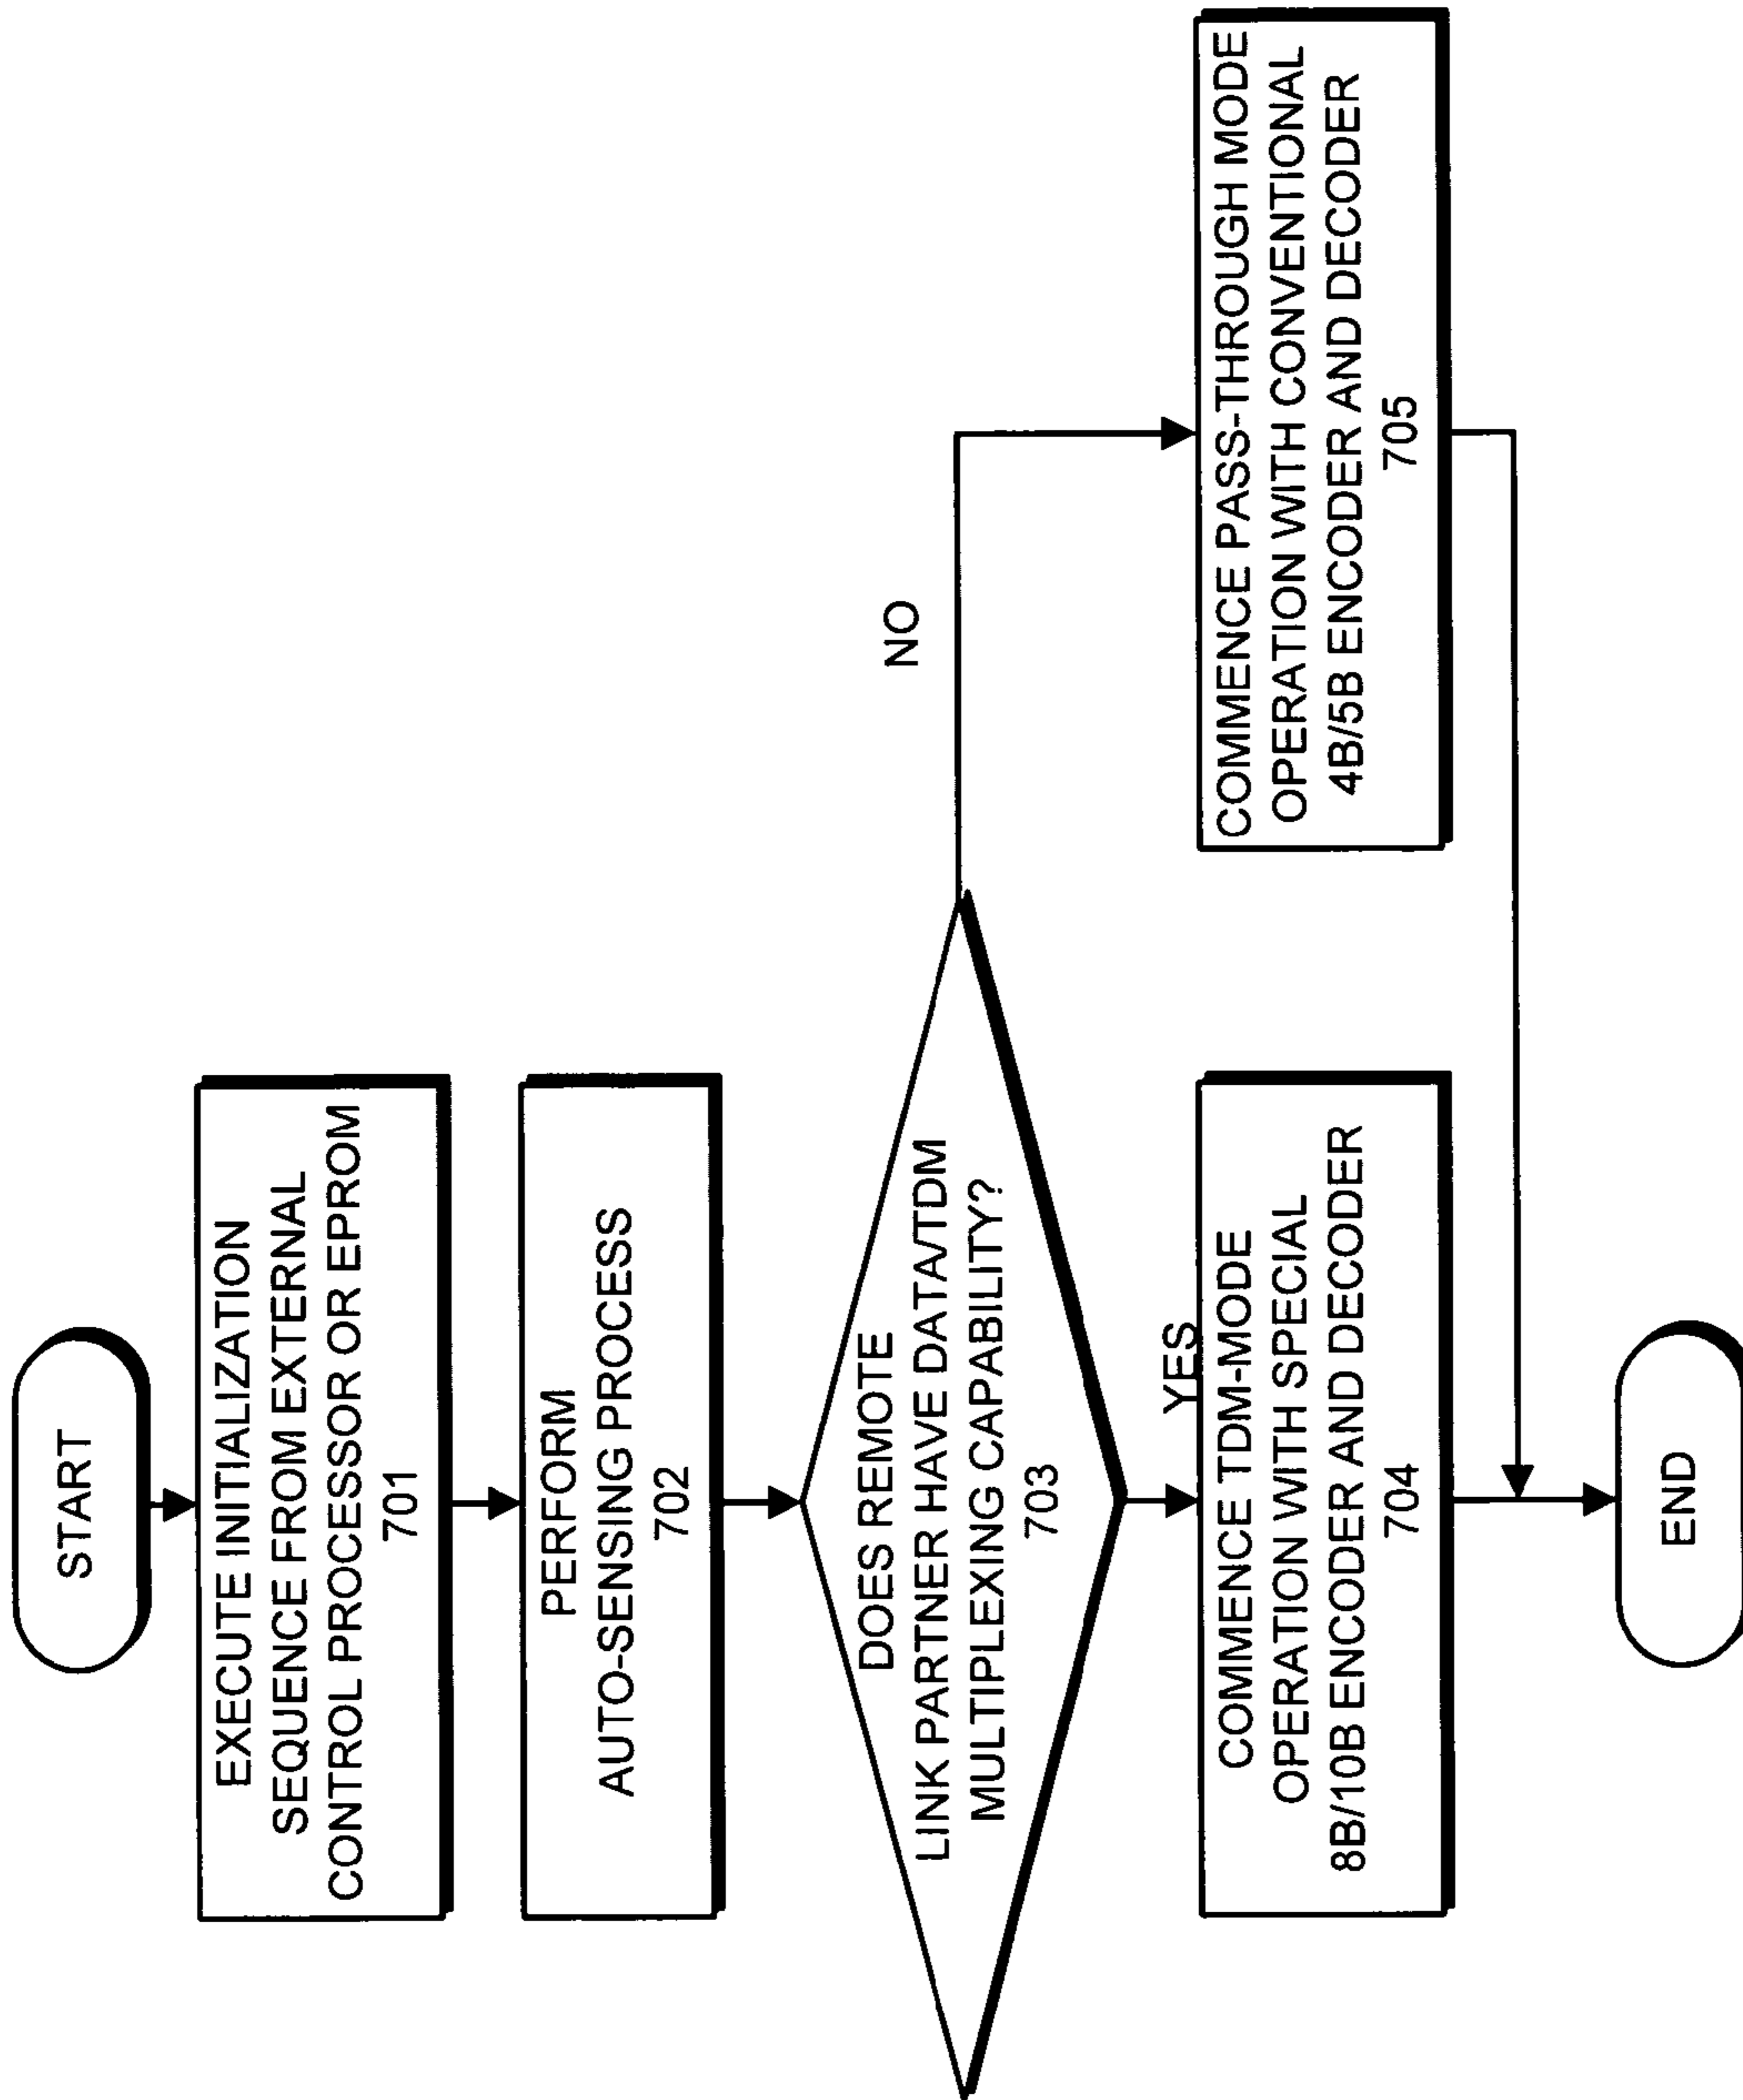 START
EXECUTE INITIALIZATION
SEQUENCE FROM EXTERNAL
CONTROL PROCESSOR OR EPROM
701
PERFORM
AUTO-SENSING PROCESS
702
DOES REMOTE
LINK PARTNER HAVE DATA/TDM
MULTIPLEXING CAPABILITY?
703
NO
YES
COMMENCE TDM-MODE
OPERATION WITH SPECIAL
8B/10B ENCODER AND DECODER
704
COMMENCE PASS-THROUGH MODE
OPERATION WITH CONVENTIONAL
4B/5B ENCODER AND DECODER
705
END